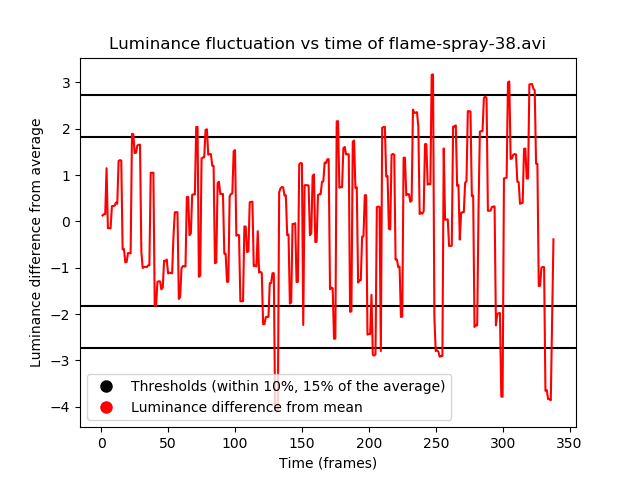 Luminance fluctuation vs time of flame-spray-38.avi
Luminance difference from average
3
2
1
0
−1
−2
−3
−4
Thresholds (within 10%, 15% of the average)
Luminance difference from mean
0 50 100 150 200 250 300 350
Time (frames)